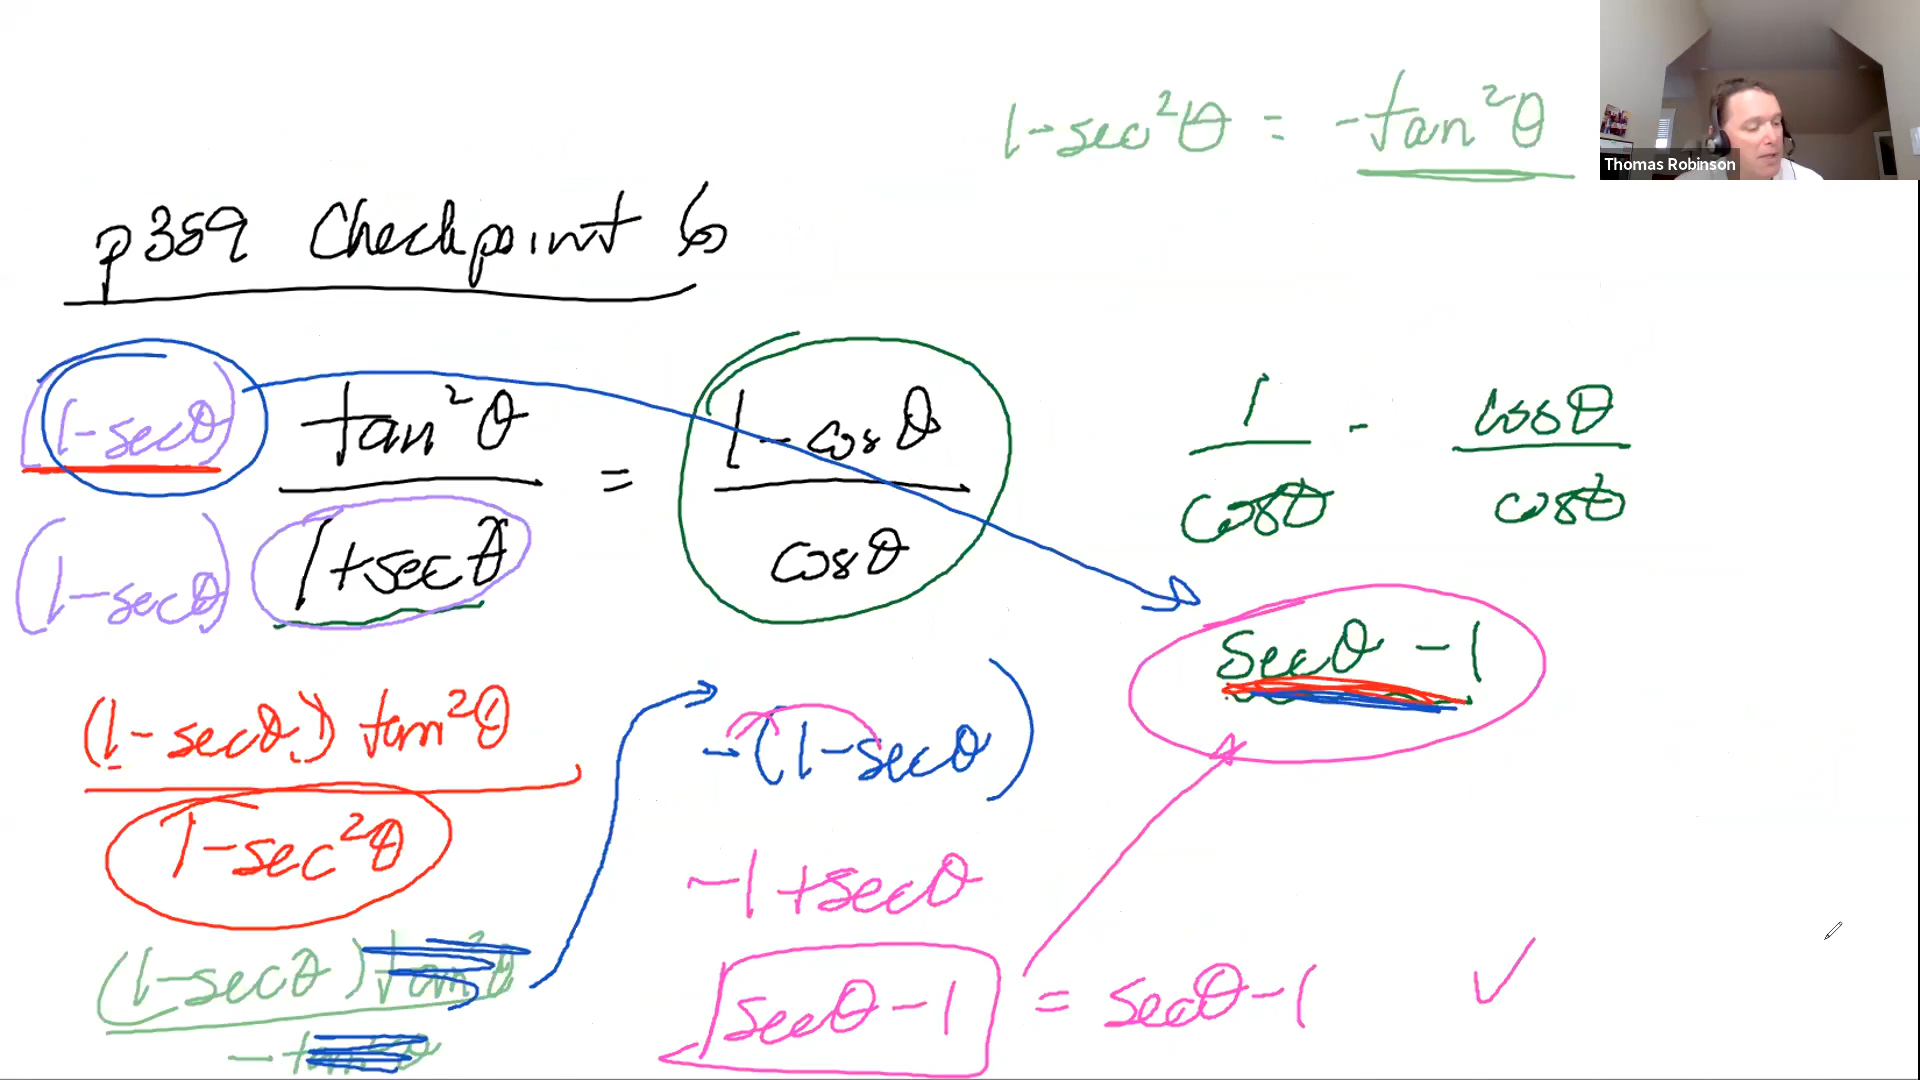 1-sec²θ = -tan²θ
Thomas Robinson
p359 Checkpoint 6
(1-secθ) tan²θ / (1-secθ) (1+secθ) = 1-cosθ / cosθ
1/cosθ - cosθ/cosθ
secθ -1
(1-secθ) tan²θ
1-sec²θ
-(1-secθ)
-1+secθ
(1-secθ) tan²θ
- tan²θ
secθ -1 = secθ -1 ✓